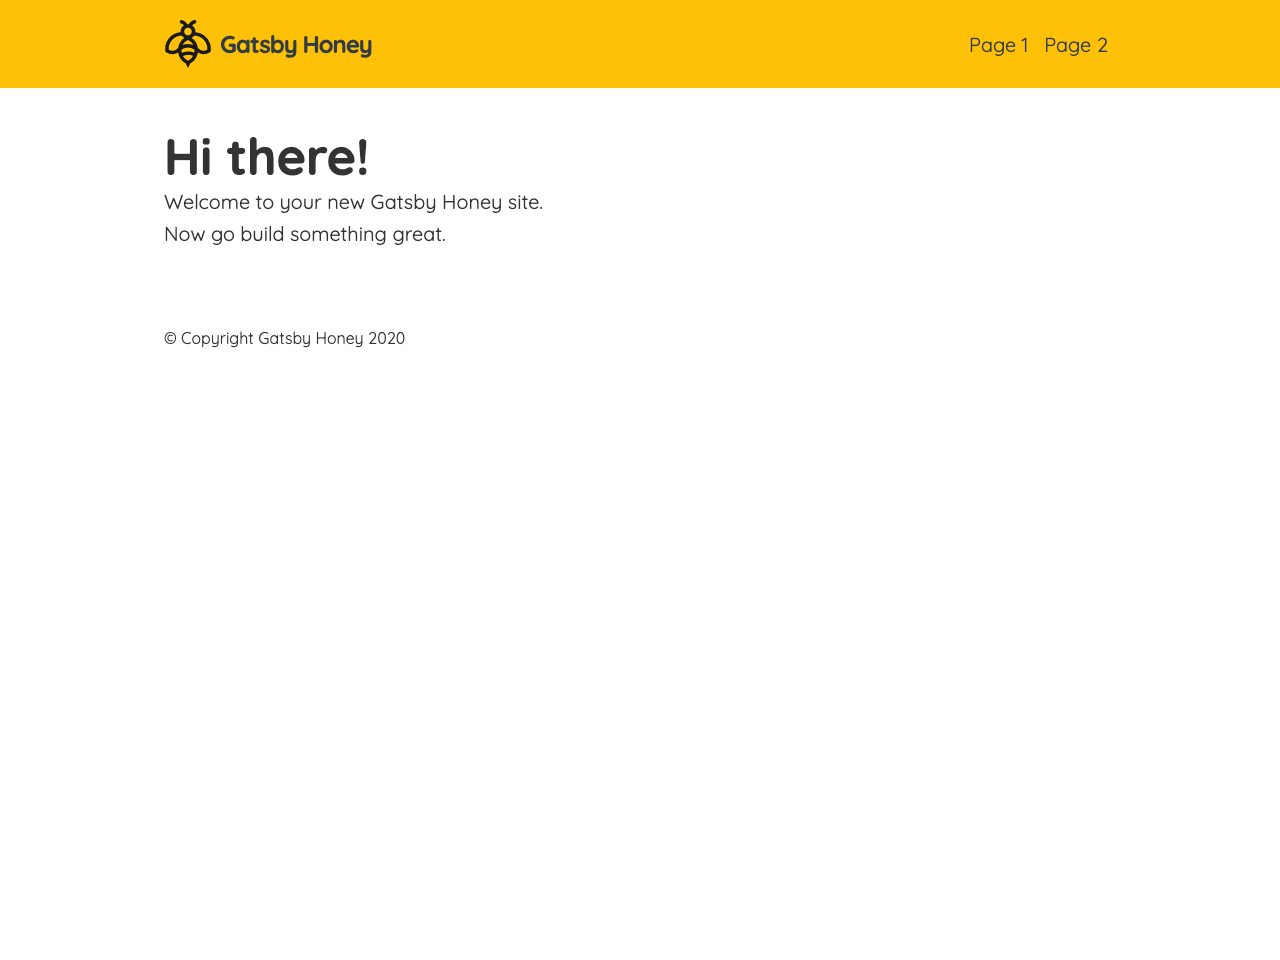 Gatsby Honey
Page 1 Page 2
Hi there!
Welcome to your new Gatsby Honey site.
Now go build something great.
© Copyright Gatsby Honey 2020